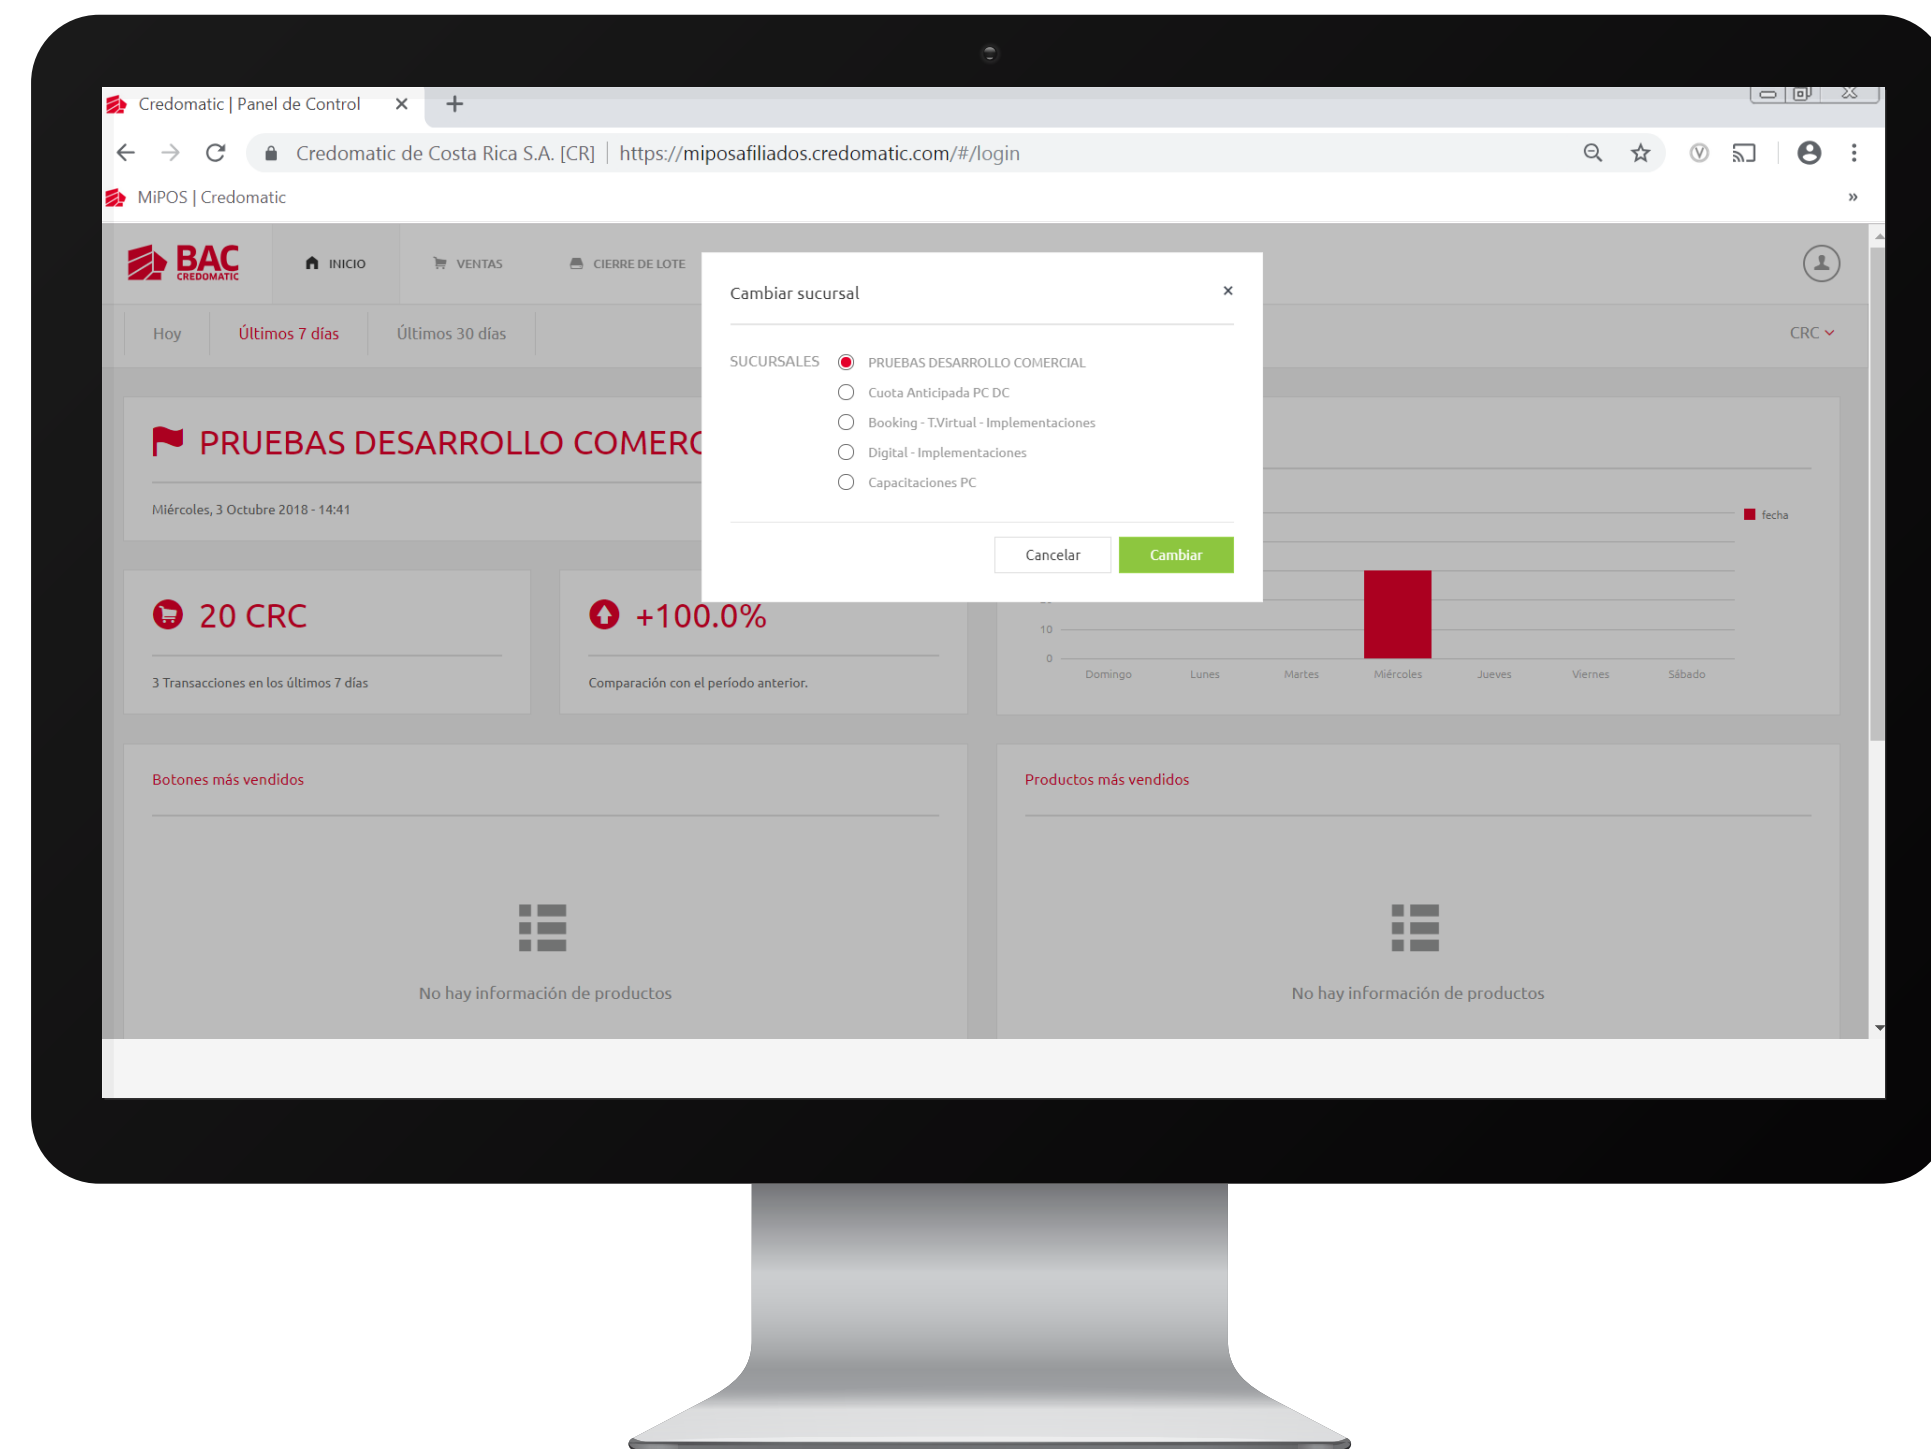 Credomatic | Panel de Control
Credomatic de Costa Rica S.A. [CR] | https://miposafiliados.credomatic.com/#/login
MiPOS | Credomatic
»
BAC
CREDOMATIC
INICIO
VENTAS
CIERRE DE LOTE
Hoy
Últimos 7 días
Últimos 30 días
CRC
Cambiar sucursal
SUCURSALES
PRUEBAS DESARROLLO COMERCIAL
Cuota Anticipada PC DC
Booking - T.Virtual - Implementaciones
Digital - Implementaciones
Capacitaciones PC
Cancelar
Cambiar
PRUEBAS DESARROLLO COMERC
Miércoles, 3 Octubre 2018 - 14:41
20 CRC
3 Transacciones en los últimos 7 días
+100.0%
Comparación con el período anterior.
fecha
10
0
Domingo
Lunes
Martes
Miércoles
Jueves
Viernes
Sábado
Botones más vendidos
No hay información de productos
Productos más vendidos
No hay información de productos